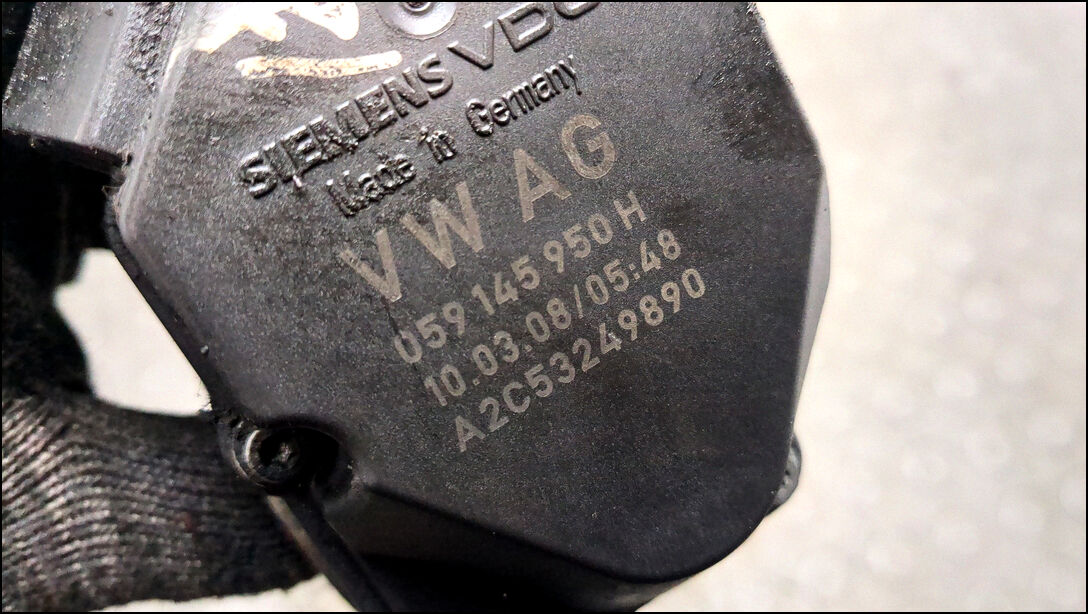 SIEMENS VDO
Made in Germany
VW AG
059 145 950 H
10.03.08/05:48
A2C53249890